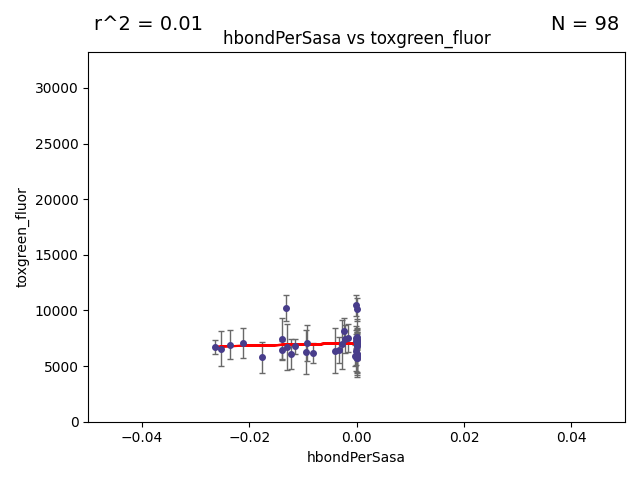 r^2 = 0.01
N = 98
hbondPerSasa vs toxgreen_fluor
30000
25000
20000
15000
10000
5000
0
toxgreen_fluor
−0.04
−0.02
0.00
0.02
0.04
hbondPerSasa